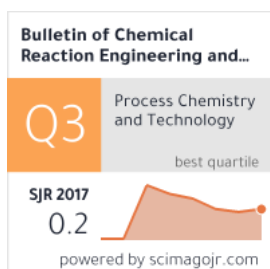 Bulletin of Chemical
Reaction Engineering and...
Q3
Process Chemistry
and Technology
best quartile
SJR 2017
0.2
powered by scimagojr.com